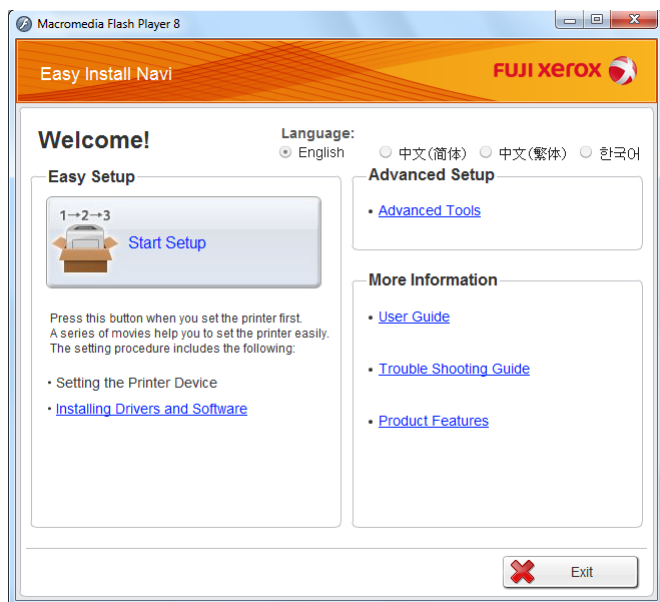 Macromedia Flash Player 8
Easy Install Navi
FUJI xerox
Welcome!
Language:
English
中文(简体)
中文(繁体)
한국어
Easy Setup
1→2→3
Start Setup
Press this button when you set the printer first.
A series of movies help you to set the printer easily.
The setting procedure includes the following:
• Setting the Printer Device
• Installing Drivers and Software
Advanced Setup
• Advanced Tools
More Information
• User Guide
• Trouble Shooting Guide
• Product Features
Exit